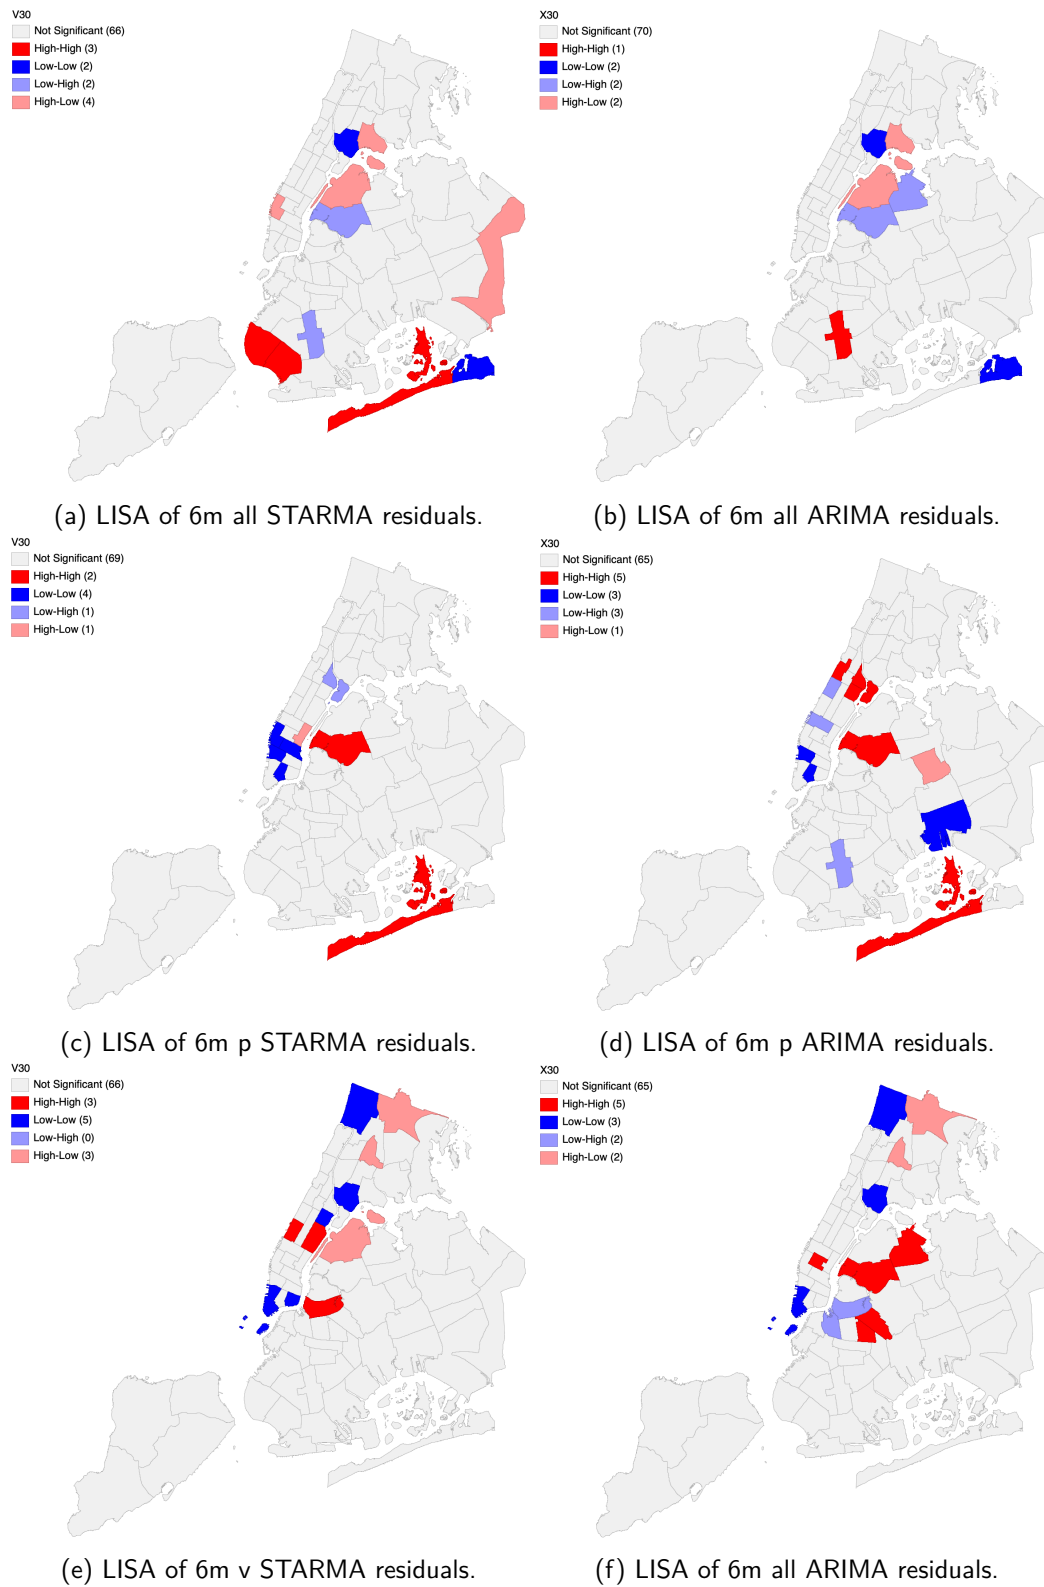 V30
Not Significant (66)
High-High (3)
Low-Low (2)
Low-High (2)
High-Low (4)
X30
Not Significant (70)
High-High (1)
Low-Low (2)
Low-High (2)
High-Low (2)
(a) LISA of 6m all STARMA residuals.
(b) LISA of 6m all ARIMA residuals.
V30
Not Significant (69)
High-High (2)
Low-Low (4)
Low-High (1)
High-Low (1)
X30
Not Significant (65)
High-High (5)
Low-Low (3)
Low-High (3)
High-Low (1)
(c) LISA of 6m p STARMA residuals.
(d) LISA of 6m p ARIMA residuals.
V30
Not Significant (66)
High-High (3)
Low-Low (5)
Low-High (0)
High-Low (3)
X30
Not Significant (65)
High-High (5)
Low-Low (3)
Low-High (2)
High-Low (2)
(e) LISA of 6m v STARMA residuals.
(f) LISA of 6m all ARIMA residuals.